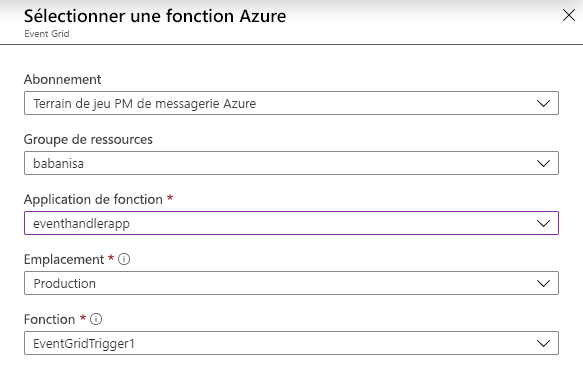 Sélectionner une fonction Azure
Event Grid
Abonnement
Terrain de jeu PM de messagerie Azure
Groupe de ressources
babanisa
Application de fonction *
eventhandlerapp
Emplacement *
Production
Fonction *
EventGridTrigger1